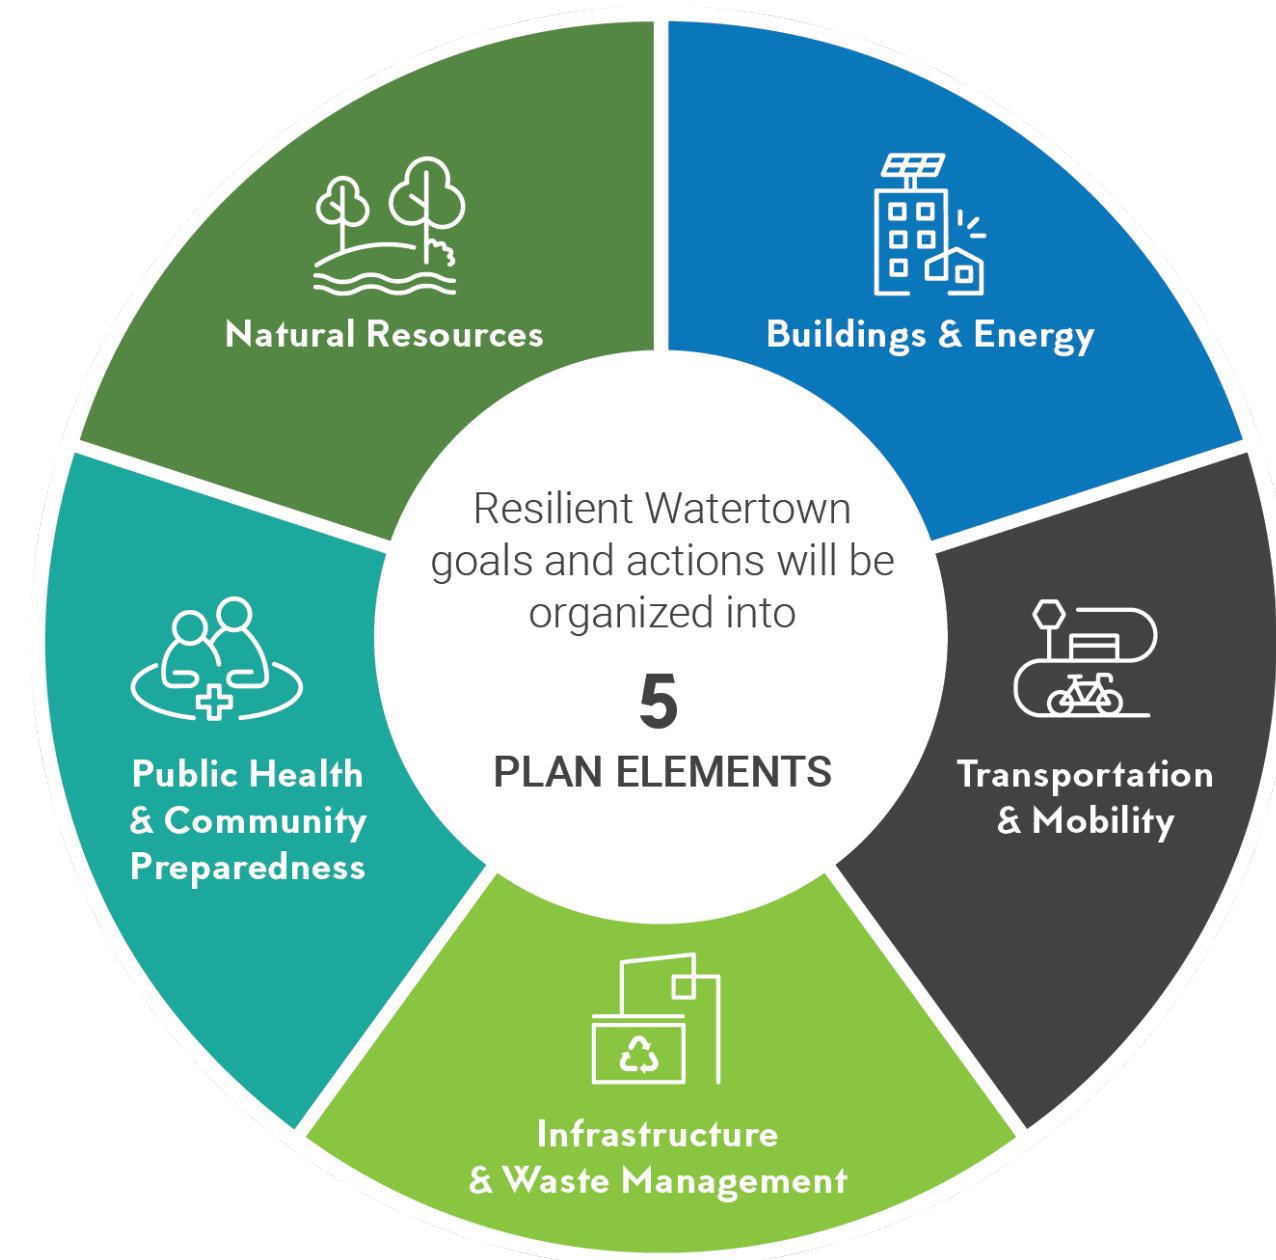 Natural Resources
Buildings & Energy
Resilient Watertown
goals and actions will be
organized into
5
PLAN ELEMENTS
Public Health
& Community
Preparedness
Transportation
& Mobility
Infrastructure
& Waste Management